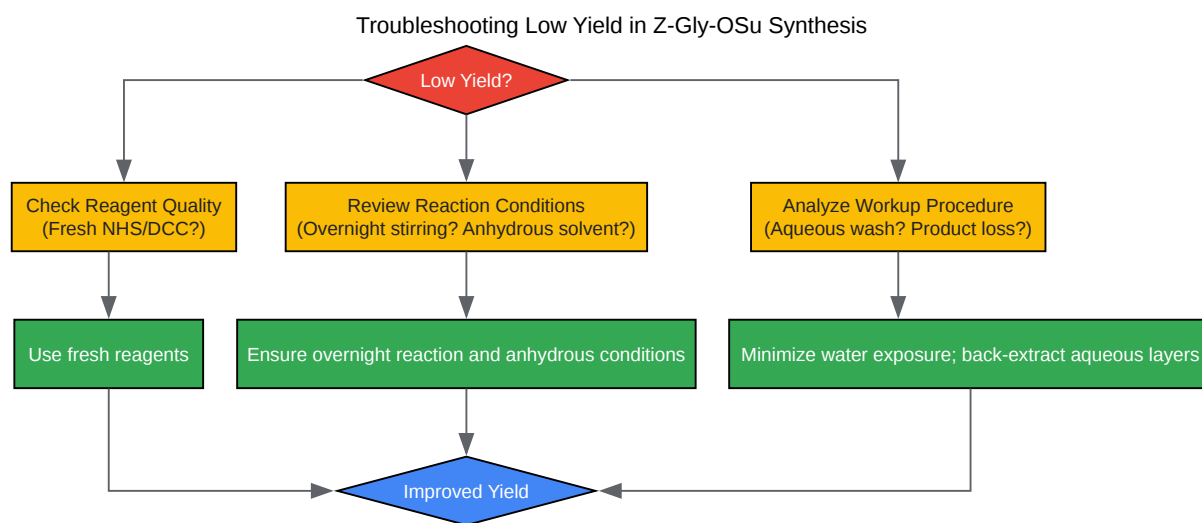 Troubleshooting Low Yield in Z-Gly-OSu Synthesis
Low Yield?
Check Reagent Quality
(Fresh NHS/DCC?)
Review Reaction Conditions
(Overnight stirring? Anhydrous solvent?)
Analyze Workup Procedure
(Aqueous wash? Product loss?)
Use fresh reagents
Ensure overnight reaction and anhydrous conditions
Minimize water exposure; back-extract aqueous layers
Improved Yield